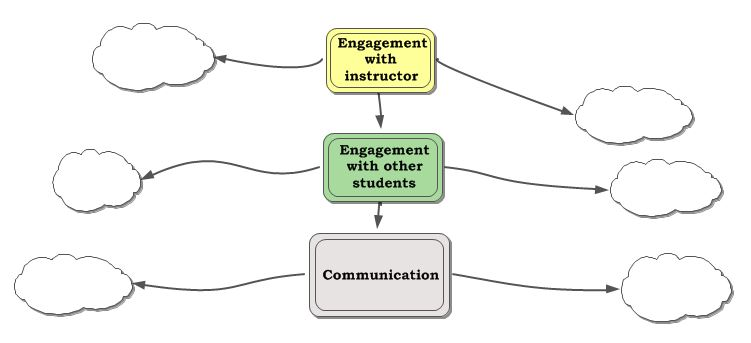 Engagement
with
instructor
Engagement
with other
students
Communication